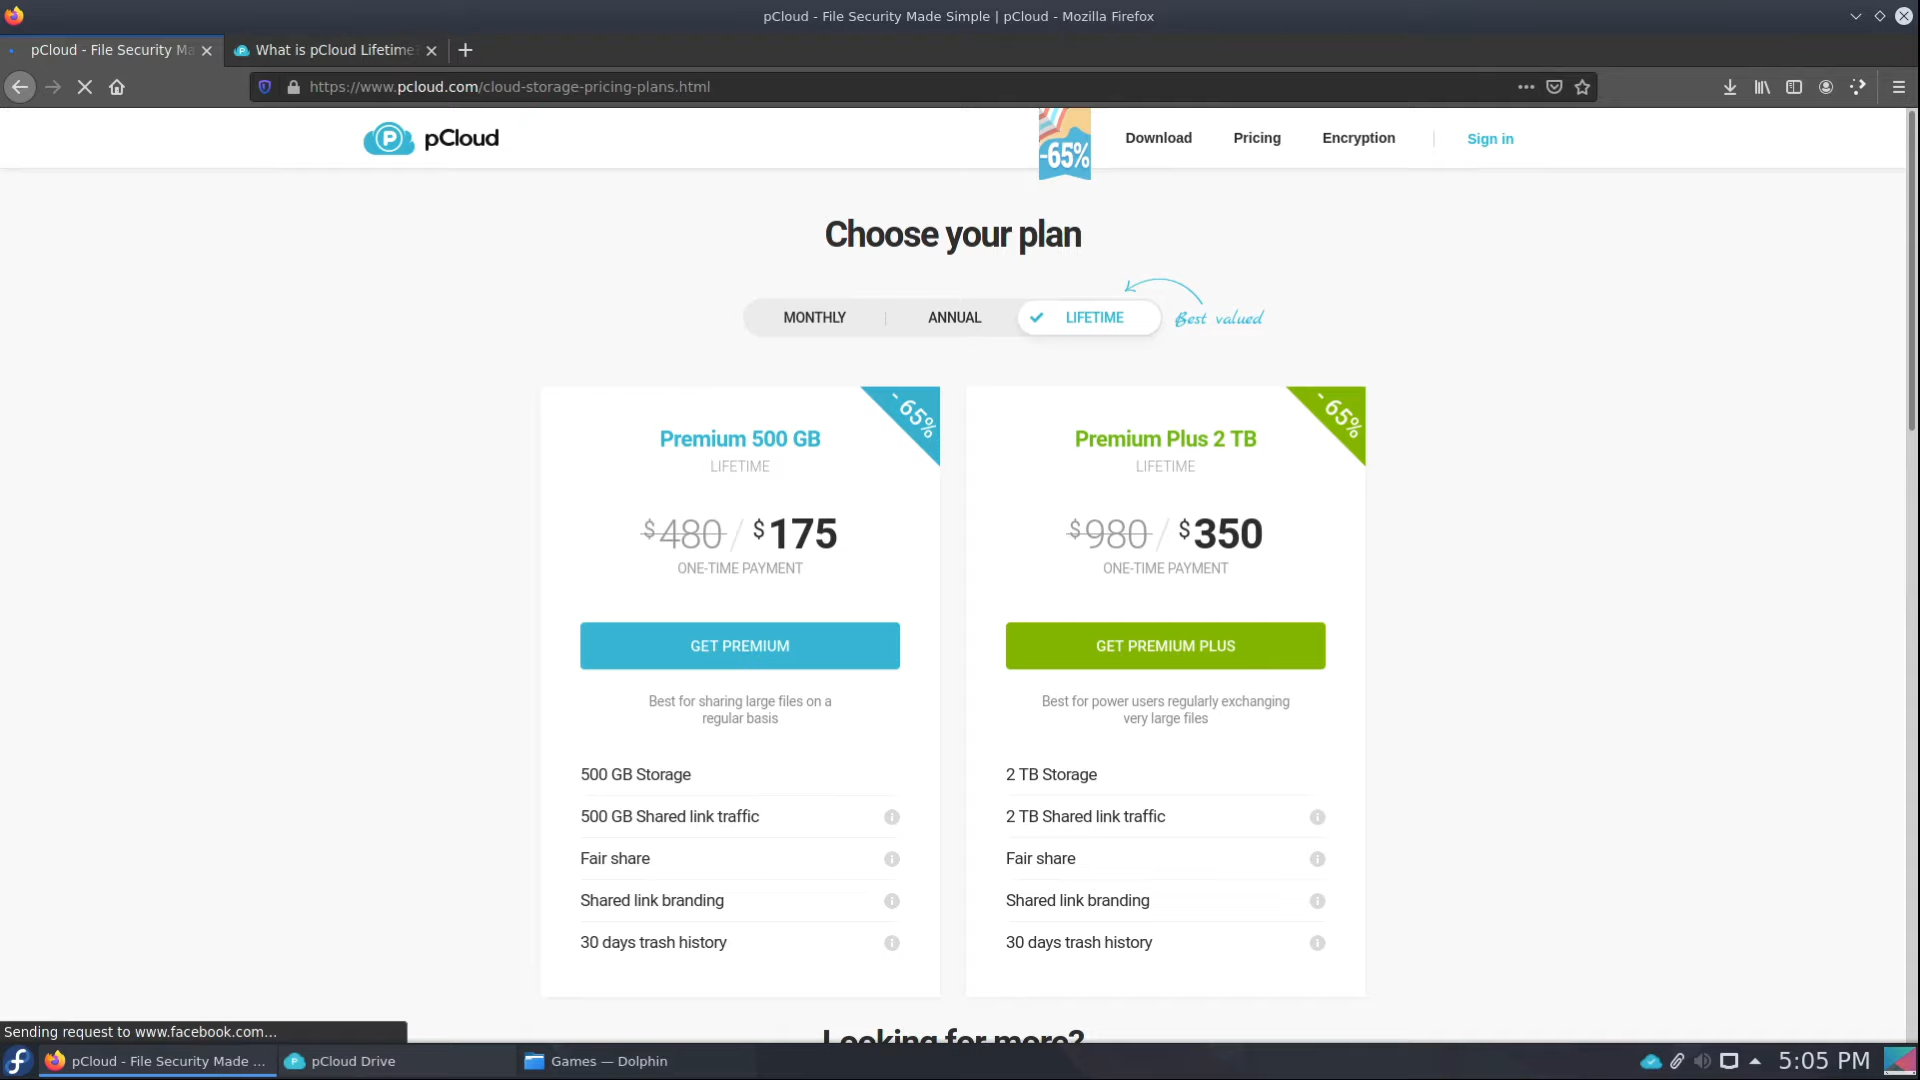 pCloud - File Security Made Simple | pCloud - Mozilla Firefox
pCloud - File Security Ma
What is pCloud Lifetime
https://www.pcloud.com/cloud-storage-pricing-plans.html
P pCloud
-65%
Download
Pricing
Encryption
Sign in
Choose your plan
MONTHLY
ANNUAL
LIFETIME
Best valued
- 65%
Premium 500 GB
LIFETIME
$480 / $175
ONE-TIME PAYMENT
GET PREMIUM
Best for sharing large files on a
regular basis
500 GB Storage
500 GB Shared link traffic
Fair share
Shared link branding
30 days trash history
- 65%
Premium Plus 2 TB
LIFETIME
$980 / $350
ONE-TIME PAYMENT
GET PREMIUM PLUS
Best for power users regularly exchanging
very large files
2 TB Storage
2 TB Shared link traffic
Fair share
Shared link branding
30 days trash history
Looking for more?
Sending request to www.facebook.com...
pCloud - File Security Made ...
pCloud Drive
Games — Dolphin
5:05 PM